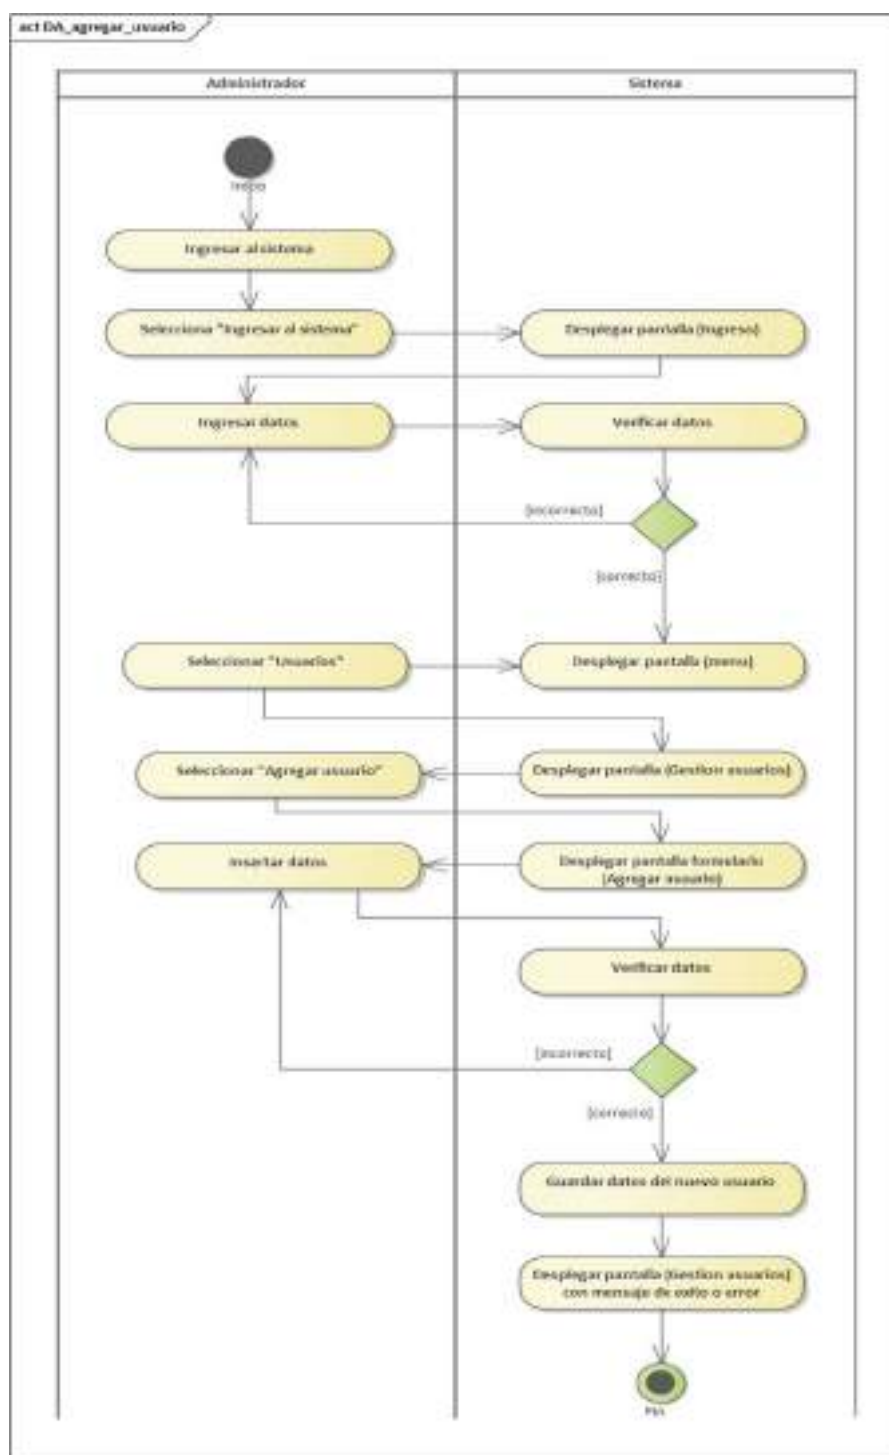 act DA_agregar_usuario
Administrador
Sistema
Inicio
Ingresar al sistema
Selecciona "Ingresar al sistema"
Desplegar pantalla (Ingreso)
Ingresar datos
Verificar datos
[incorrecto]
[correcto]
Seleccionar "Usuarios"
Desplegar pantalla (menu)
Seleccionar "Agregar usuario"
Desplegar pantalla (Gestion usuarios)
Insertar datos
Desplegar pantalla formulario
(Agregar usuario)
Verificar datos
[incorrecto]
[correcto]
Guardar datos del nuevo usuario
Desplegar pantalla (Gestion usuarios)
con mensaje de exito o error
Fin